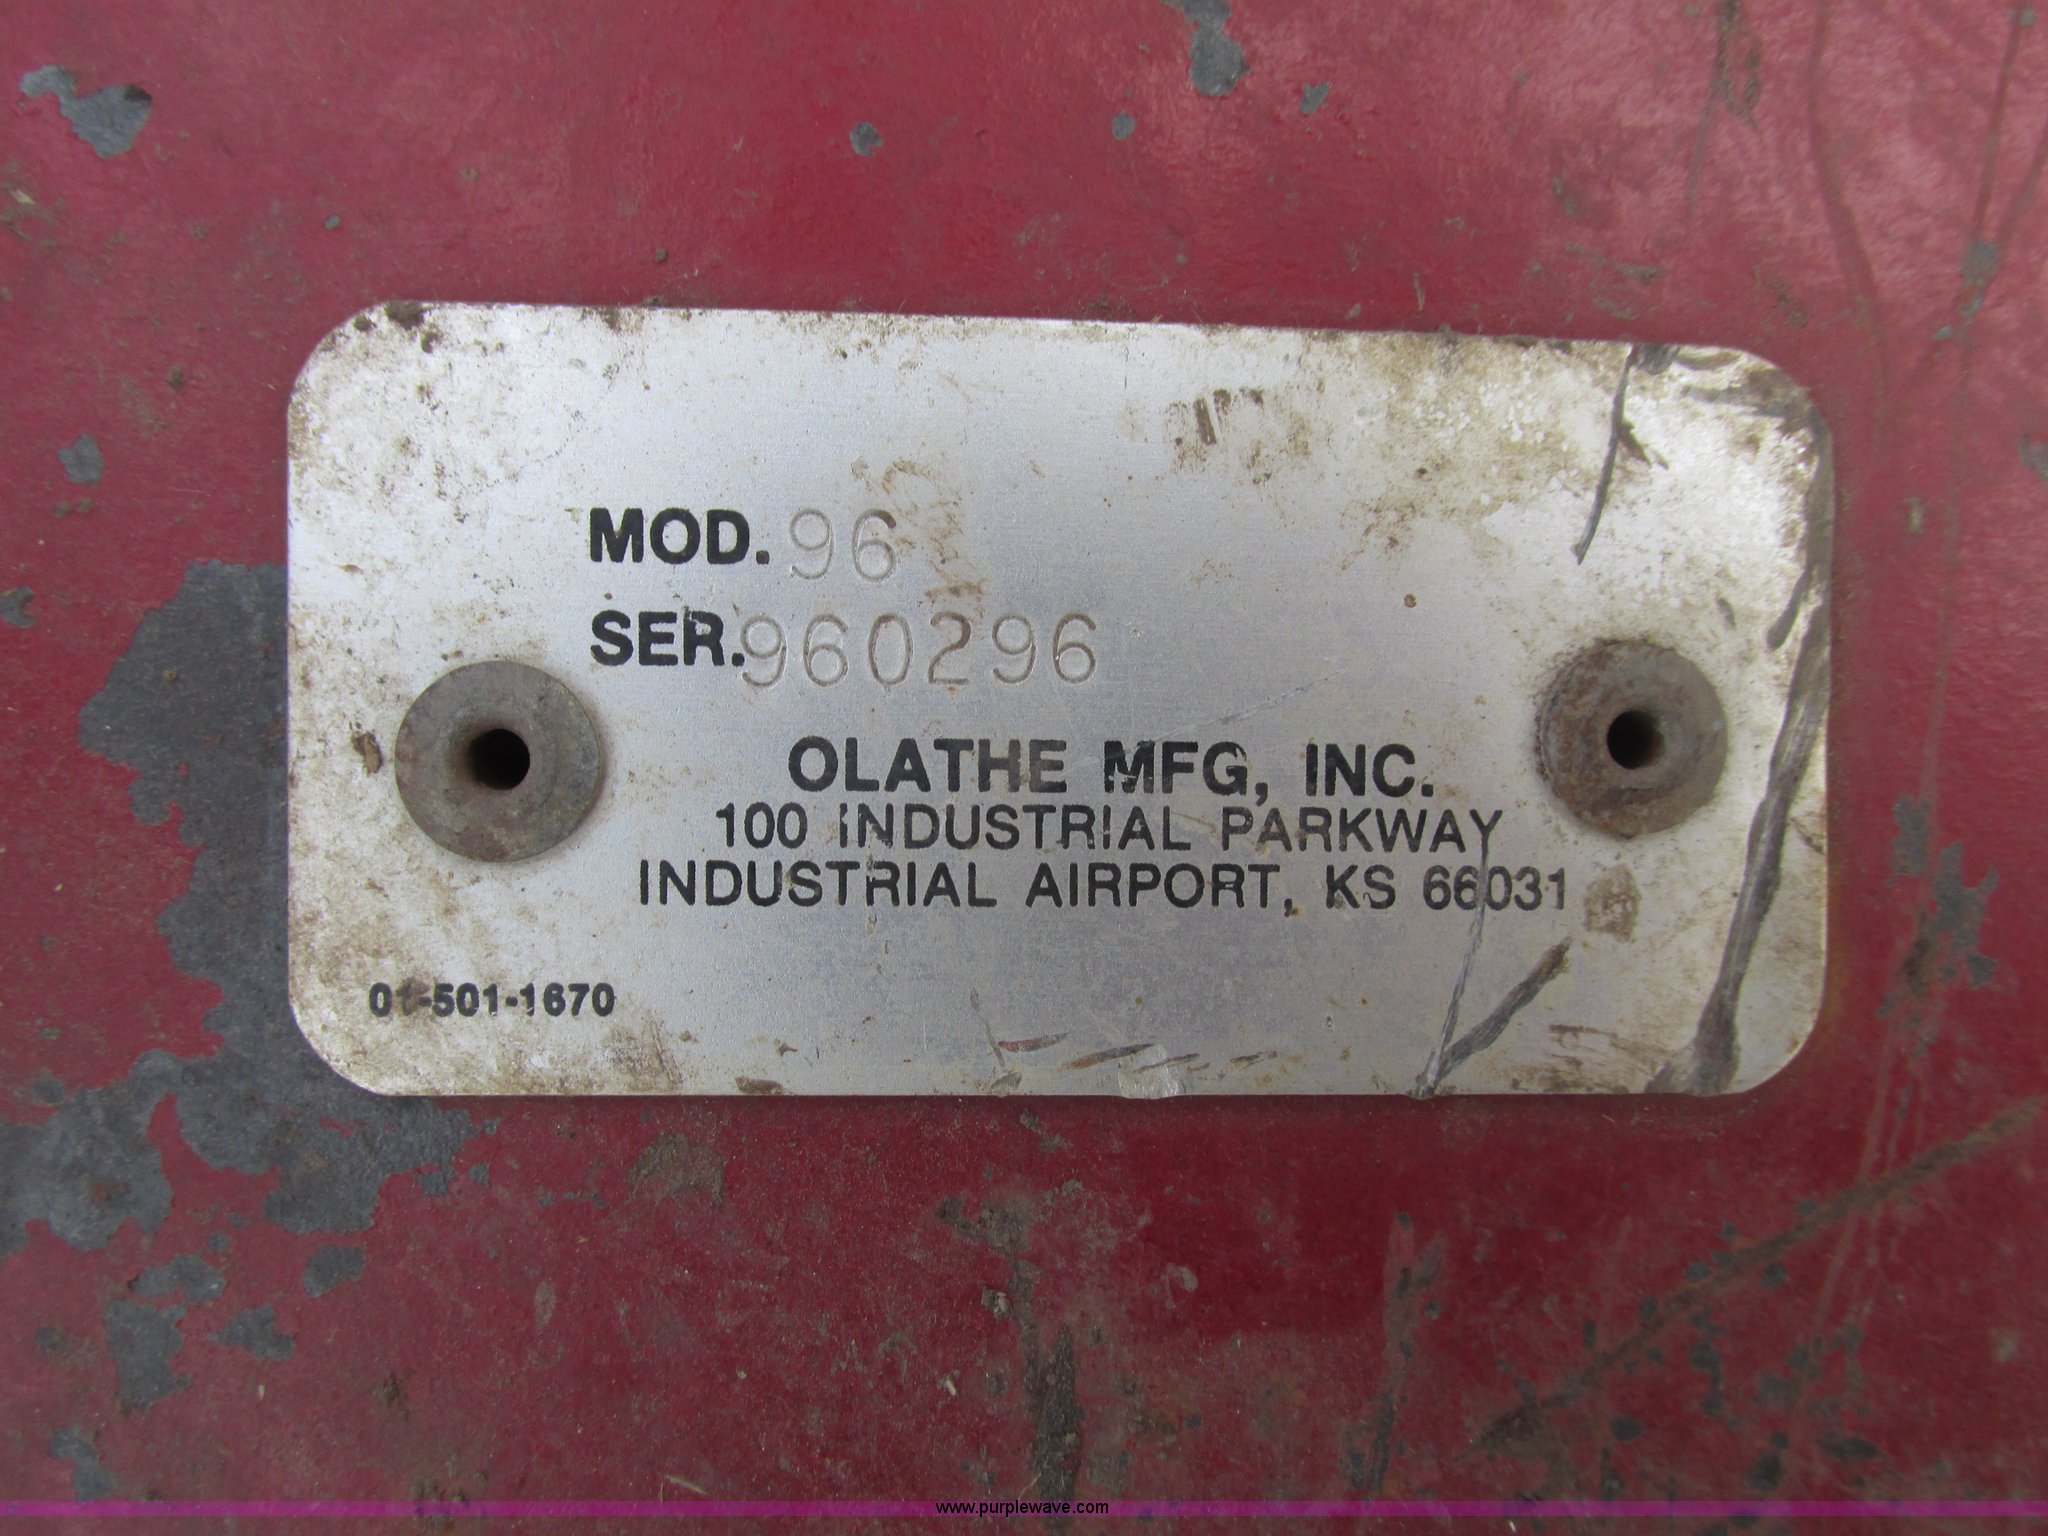 MOD. 96
SER. 960296
OLATHE MFG, INC.
100 INDUSTRIAL PARKWAY
INDUSTRIAL AIRPORT, KS 66031
01-501-1670
www.purplewave.com